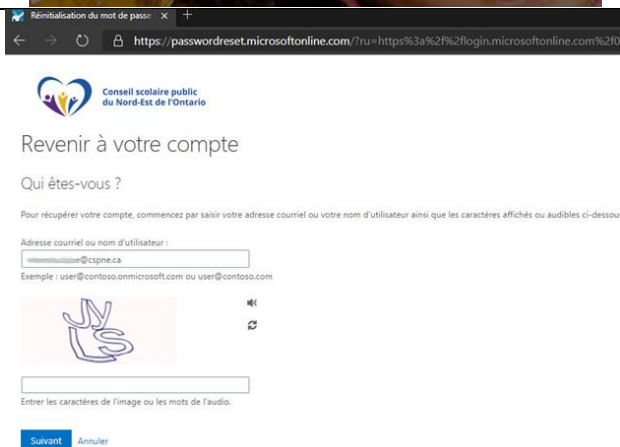 Réinitialisation du mot de passe
https://passwordreset.microsoftonline.com/?ru=https%3a%2f%2flogin.microsoftonline.com%2f0
Conseil scolaire public
du Nord-Est de l'Ontario
Revenir à votre compte
Qui êtes-vous ?
Pour récupérer votre compte, commencez par saisir votre adresse courriel ou votre nom d'utilisateur ainsi que les caractères affichés ou audibles ci-dessou
Adresse courriel ou nom d'utilisateur :
e@cspne.ca
Exemple : user@contoso.onmicrosoft.com ou user@contoso.com
Entrer les caractères de l'image ou les mots de l'audio.
Suivant Annuler